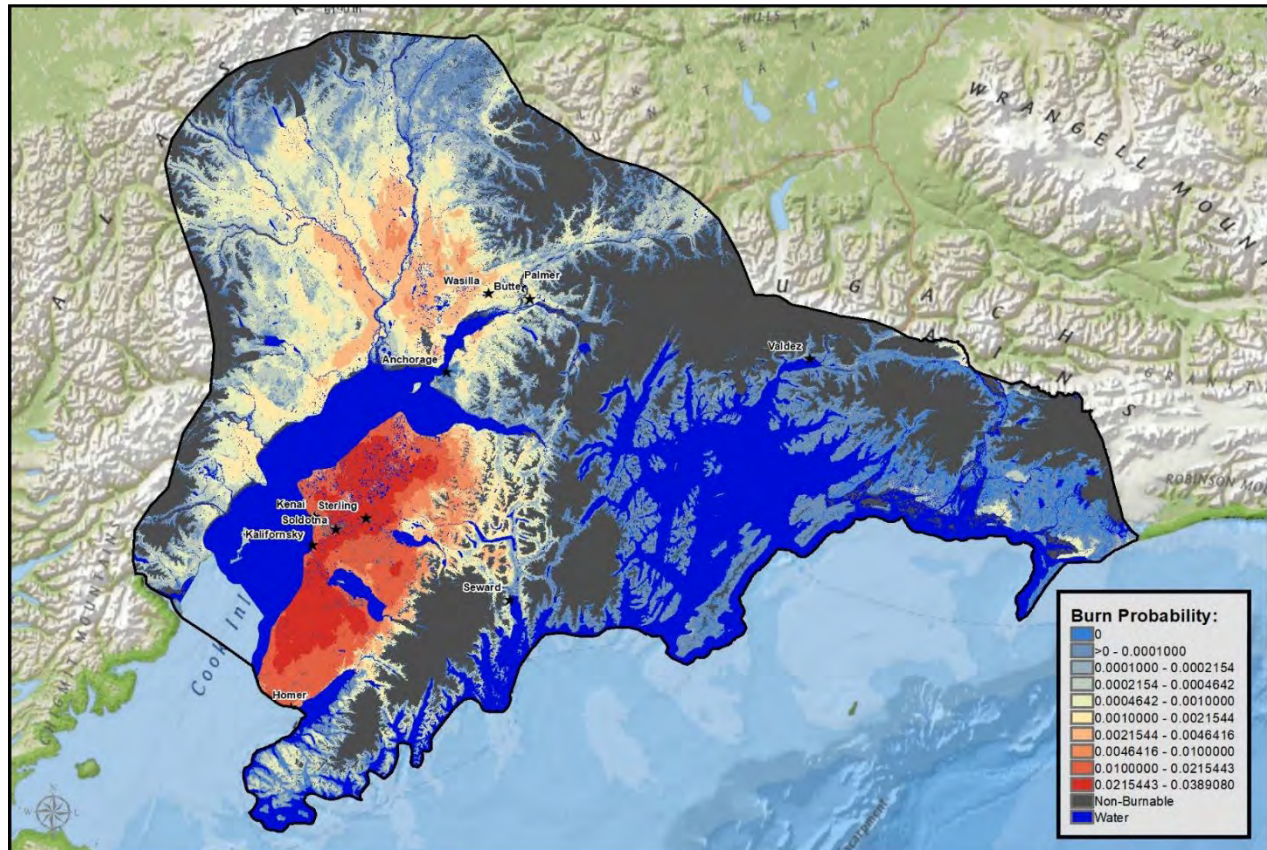 WRANGELL MOUN
Wasilla
Palmer
Butte
UGACH
Valdez
Anchorage
Kenai
Sterling
Soldotna
Kalifornsky
ROBINSON MO
Seward
Cook Inl
Homer
Burn Probability:
0
>0 - 0.0001000
0.0001000 - 0.0002154
0.0002154 - 0.0004642
0.0004642 - 0.0010000
0.0010000 - 0.0021544
0.0021544 - 0.0046416
0.0046416 - 0.0100000
0.0100000 - 0.0215443
0.0215443 - 0.0389080
Non-Burnable
Water